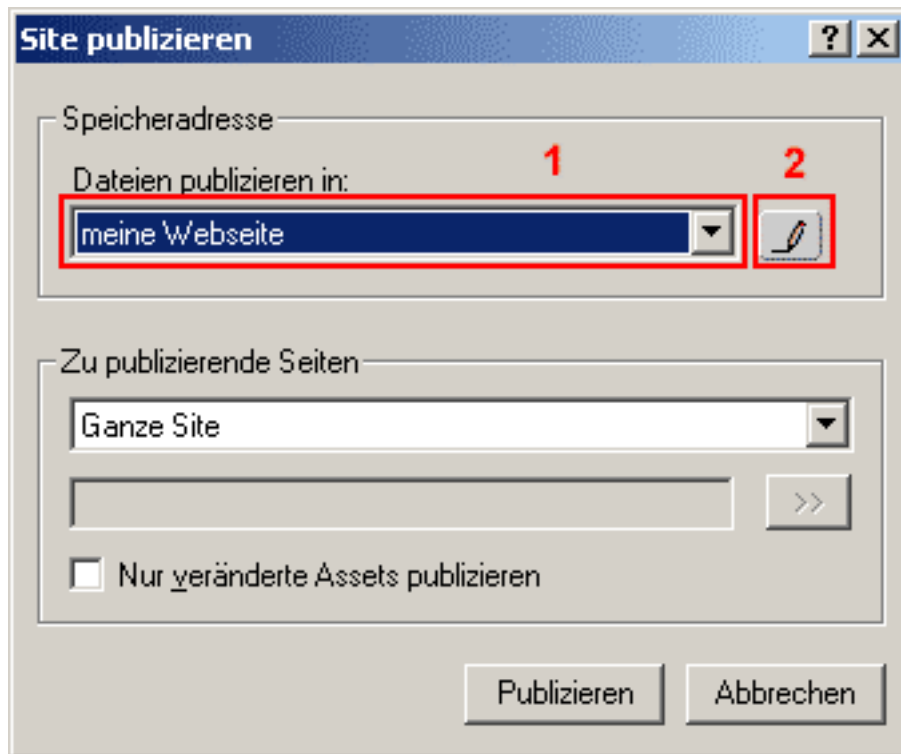 Site publizieren
Speicheradresse
1
2
Dateien publizieren in:
meine Webseite
Zu publizierende Seiten
Ganze Site
>>
Nur veränderte Assets publizieren
Publizieren
Abbrechen